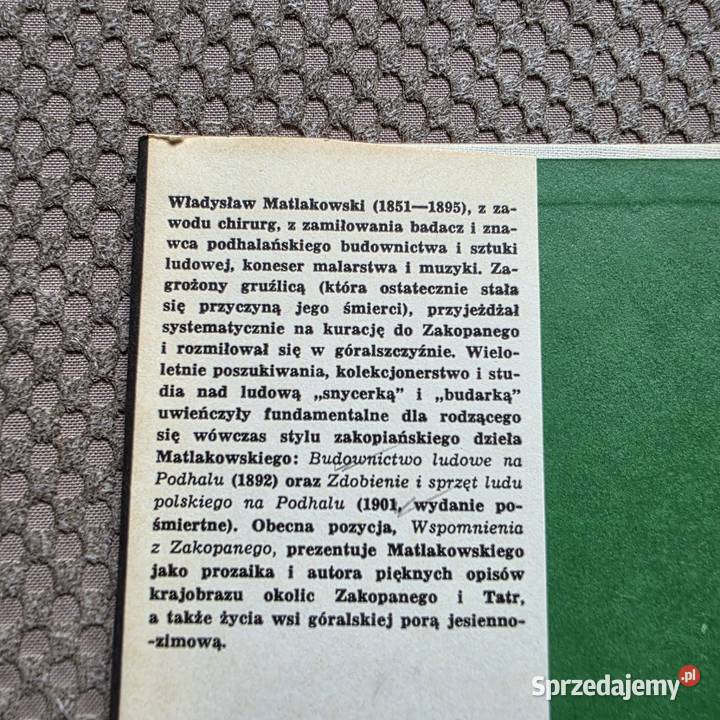 Władysław Matlakowski (1851—1895), z za-
wodu chirurg, z zamiłowania badacz i zna-
wca podhalańskiego budownictwa i sztuki
ludowej, koneser malarstwa i muzyki. Za-
grożony gruźlicą (która ostatecznie stała
się przyczyną jego śmierci), przyjeżdżał
systematycznie na kurację do Zakopanego
i rozmiłował się w góralszczyźnie. Wielo-
letnie poszukiwania, kolekcjonerstwo i stu-
dia nad ludową „snycerką” i „budarką”
uwieńczyły fundamentalne dla rodzącego
się wówczas stylu zakopiańskiego dzieła
Matlakowskiego: Budownictwo ludowe na
Podhalu (1892) oraz Zdobienie i sprzęt ludu
polskiego na Podhalu (1901, wydanie po-
śmiertne). Obecna pozycja, Wspomnienia
z Zakopanego, prezentuje Matlakowskiego
jako prozaika i autora pięknych opisów
krajobrazu okolic Zakopanego i Tatr,
a także życia wsi góralskiej porą jesienno-
-zimową.
Sprzedajemy.pl